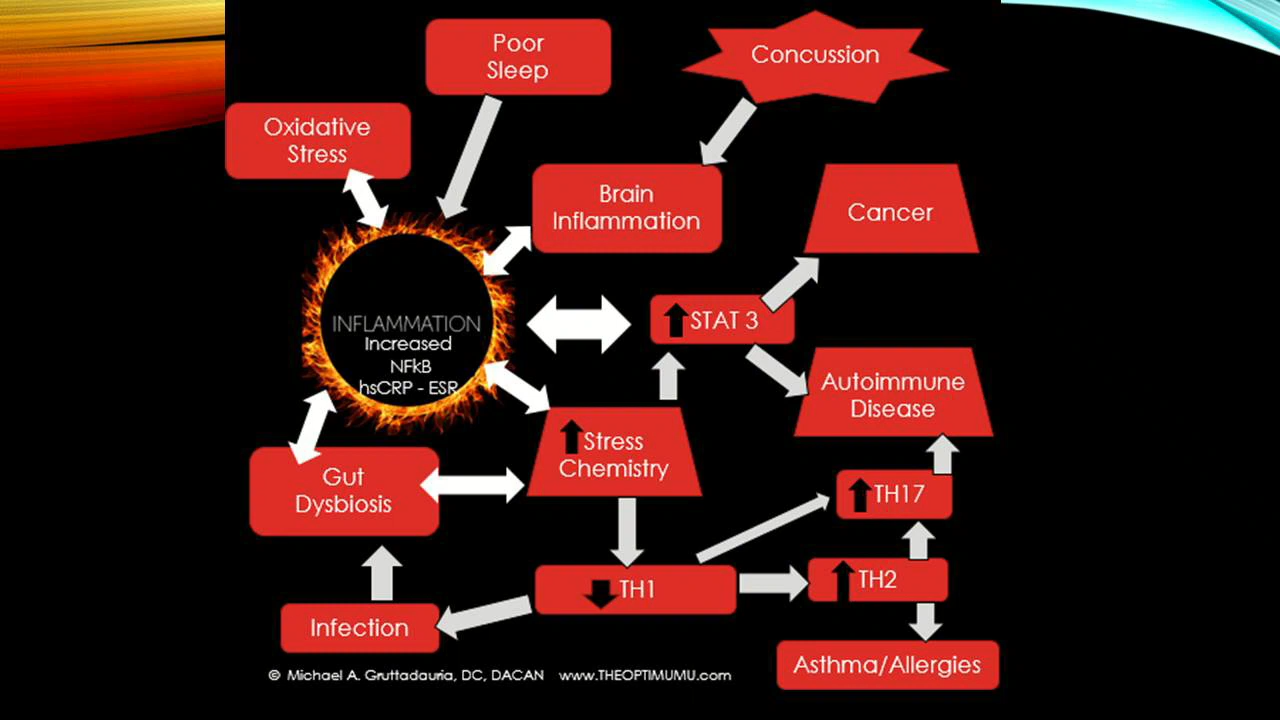 Poor
Sleep
Concussion
Oxidative
Stress
Brain
Inflammation
Cancer
INFLAMMATION
Increased
NFkB
hsCRP - ESR
STAT 3
Autoimmune
Disease
Stress
Chemistry
Gut
Dysbiosis
TH17
TH1
TH2
Infection
Asthma/Allergies
© Michael A. Gruttadauria, DC, DACAN www.THEOPTIMUMU.com